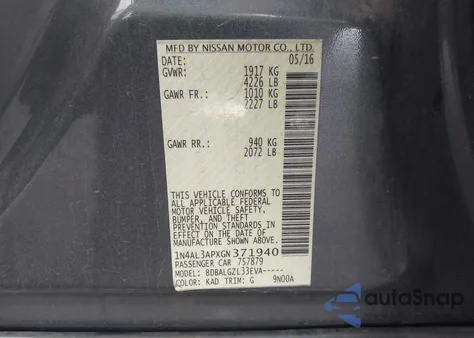 MFD BY NISSAN MOTOR CO., LTD.
DATE: 05/16
GVWR: 1917 KG
4226 LB
GAWR FR.: 1010 KG
2227 LB
GAWR RR.: 940 KG
2072 LB
THIS VEHICLE CONFORMS TO
ALL APPLICABLE FEDERAL
MOTOR VEHICLE SAFETY,
BUMPER, AND THEFT
PREVENTION STANDARDS IN
EFFECT ON THE DATE OF
MANUFACTURE SHOWN ABOVE.
1N4AL3APXGN371940
PASSENGER CAR 757879
MODEL: BDBALGZL33EVA-----
COLOR: KAD TRIM: G 9N00A
autoSnap